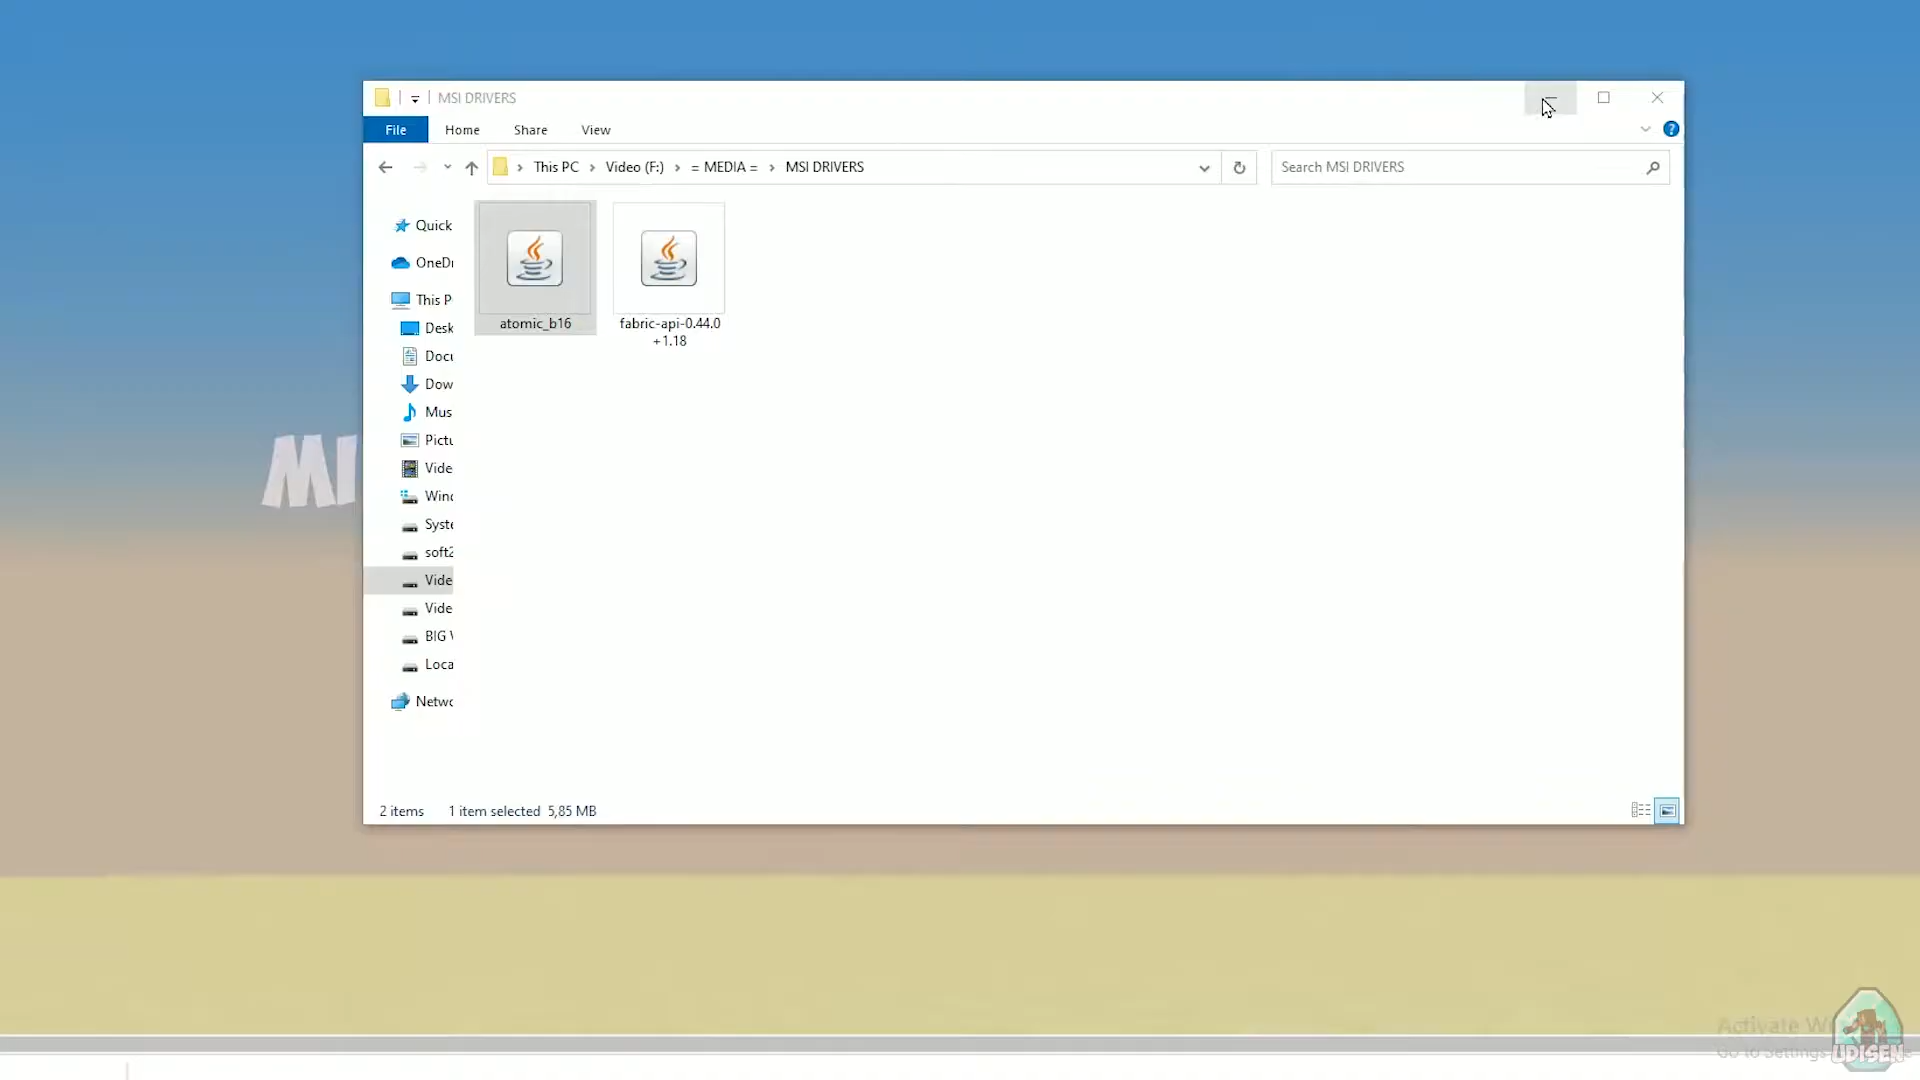 MSI DRIVERS
File Home Share View
This PC Video (F:) = MEDIA = MSI DRIVERS
Search MSI DRIVERS
Quick
OneDr
This P
Desk
Docu
Dow
Mus
Pictu
Vide
Wind
Syste
soft2
Vide
Vide
BIG
Loca
Netwo
atomic_b16
fabric-api-0.44.0
+1.18
MI
2 items 1 item selected 5,85 MB
Activate
Go to Settings
UDISEN